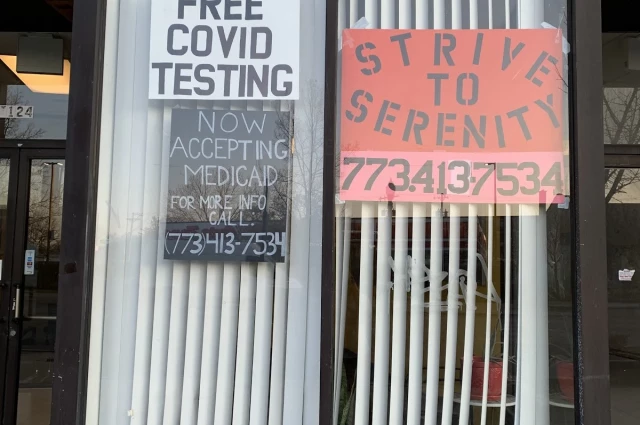 FREE
COVID
TESTING
NOW
ACCEPTING
MEDICAID
FOR MORE INFO
CALL.
(773)413-7534
STRIVE
TO
SERENITY
773.413-7534
124